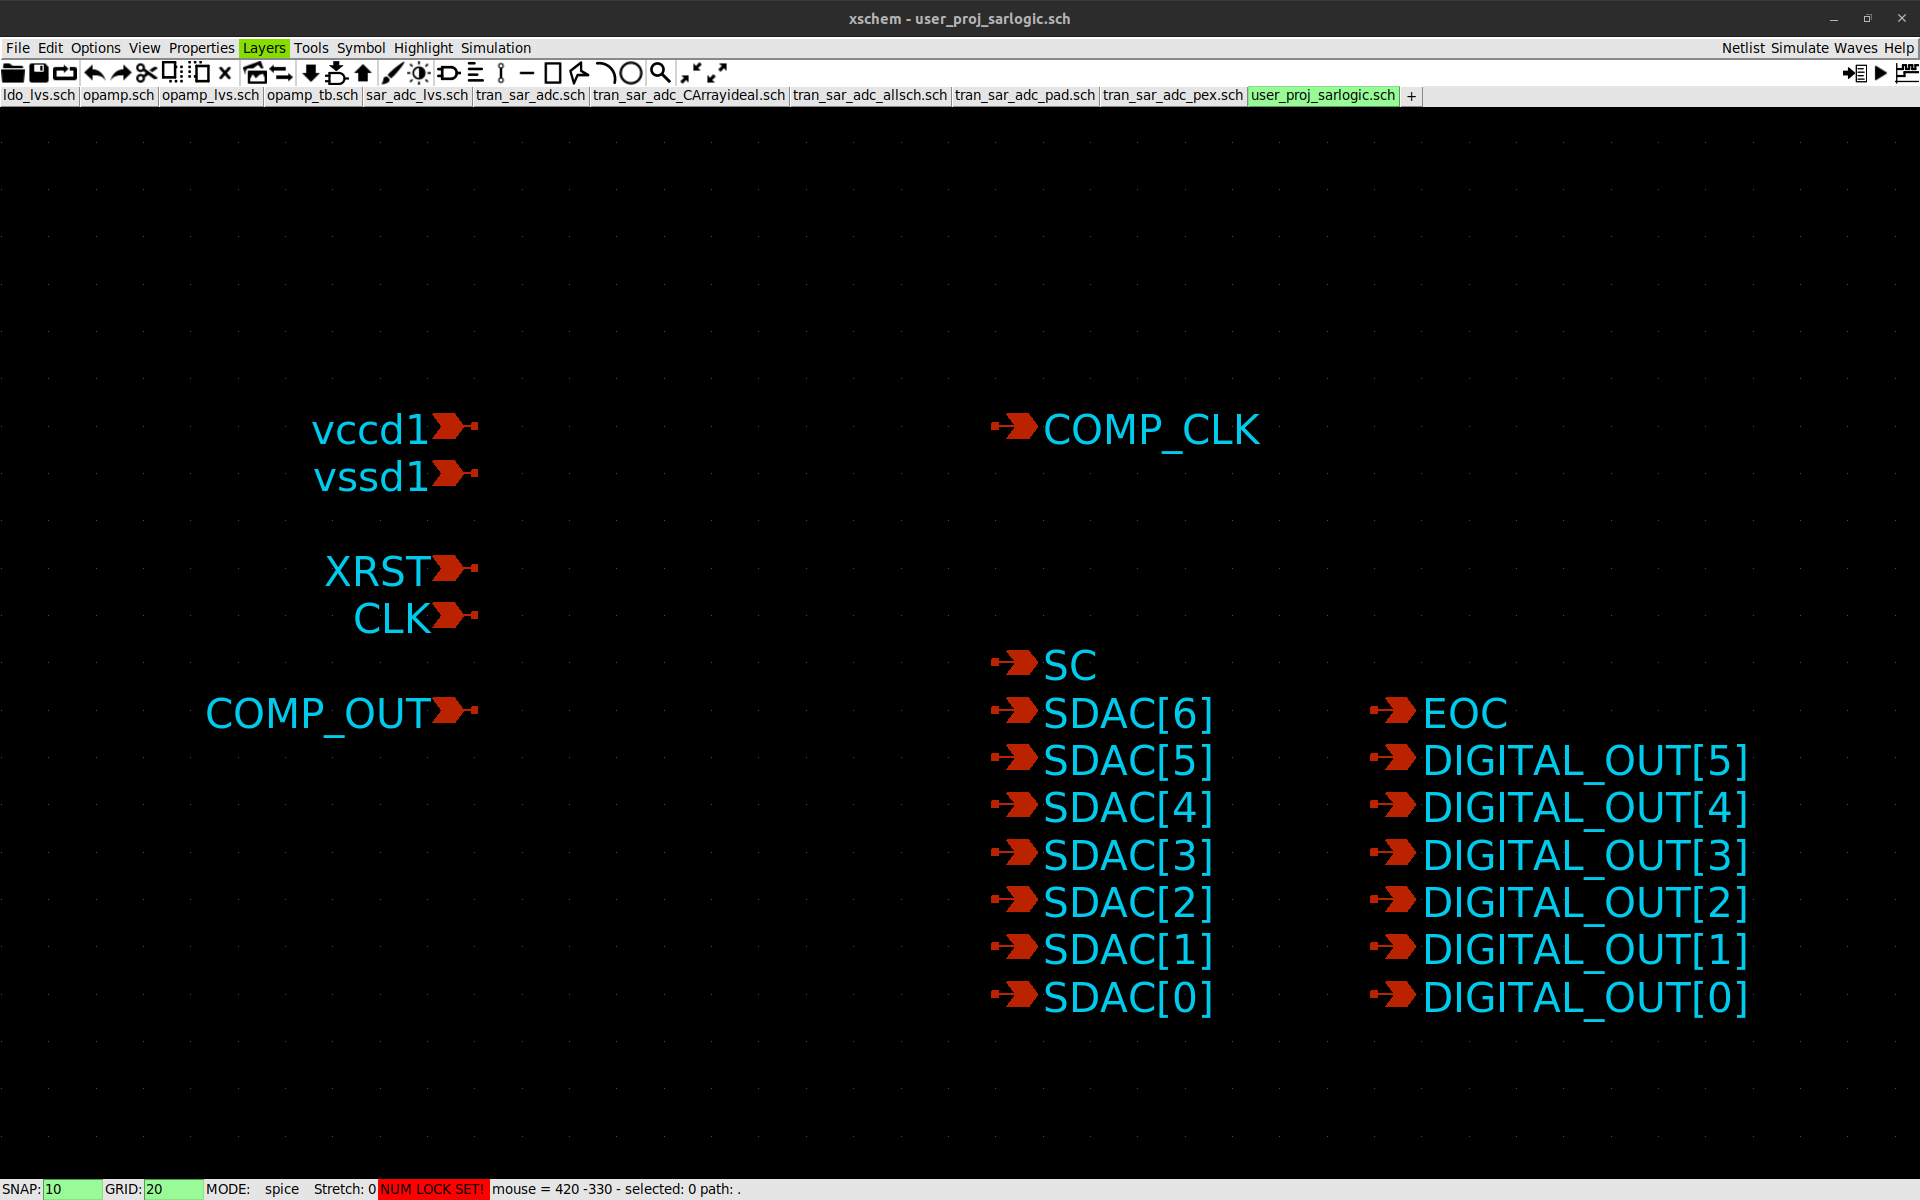 xschem - user_proj_sarlogic.sch
File Edit Options View Properties Layers Tools Symbol Highlight Simulation Netlist Simulate Waves Help
ldo_lvs.sch opamp.sch opamp_lvs.sch opamp_tb.sch sar_adc_lvs.sch tran_sar_adc.sch tran_sar_adc_CArrayideal.sch tran_sar_adc_allsch.sch tran_sar_adc_pad.sch tran_sar_adc_pex.sch user_proj_sarlogic.sch +
vccd1 COMP_CLK
vssd1
XRST
CLK
SC
COMP_OUT SDAC[6] EOC
SDAC[5] DIGITAL_OUT[5]
SDAC[4] DIGITAL_OUT[4]
SDAC[3] DIGITAL_OUT[3]
SDAC[2] DIGITAL_OUT[2]
SDAC[1] DIGITAL_OUT[1]
SDAC[0] DIGITAL_OUT[0]
SNAP: 10 GRID: 20 MODE: spice Stretch: 0 NUM LOCK SET! mouse = 420 -330 - selected: 0 path: .